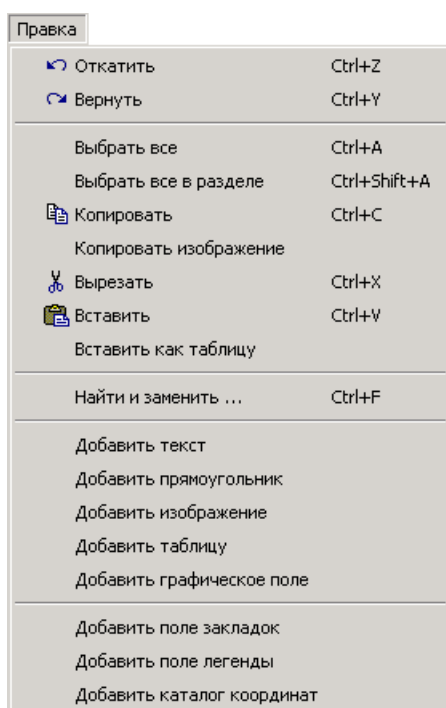 Правка
Откатить Ctrl+Z
Вернуть Ctrl+Y
Выбрать все Ctrl+A
Выбрать все в разделе Ctrl+Shift+A
Копировать Ctrl+C
Копировать изображение
Вырезать Ctrl+X
Вставить Ctrl+V
Вставить как таблицу
Найти и заменить ... Ctrl+F
Добавить текст
Добавить прямоугольник
Добавить изображение
Добавить таблицу
Добавить графическое поле
Добавить поле закладок
Добавить поле легенды
Добавить каталог координат